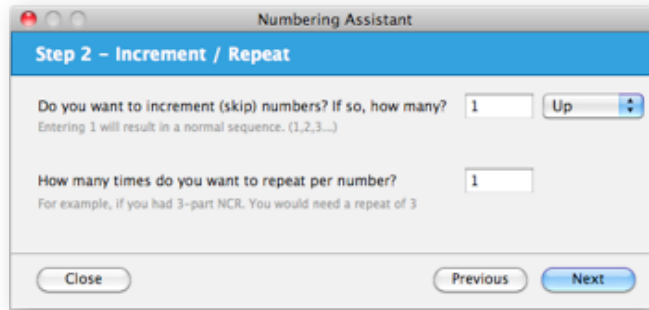 Numbering Assistant
Step 2 - Increment / Repeat
Do you want to increment (skip) numbers? If so, how many? 1 Up
Entering 1 will result in a normal sequence. (1,2,3...)
How many times do you want to repeat per number? 1
For example, if you had 3-part NCR. You would need a repeat of 3
Close Previous Next